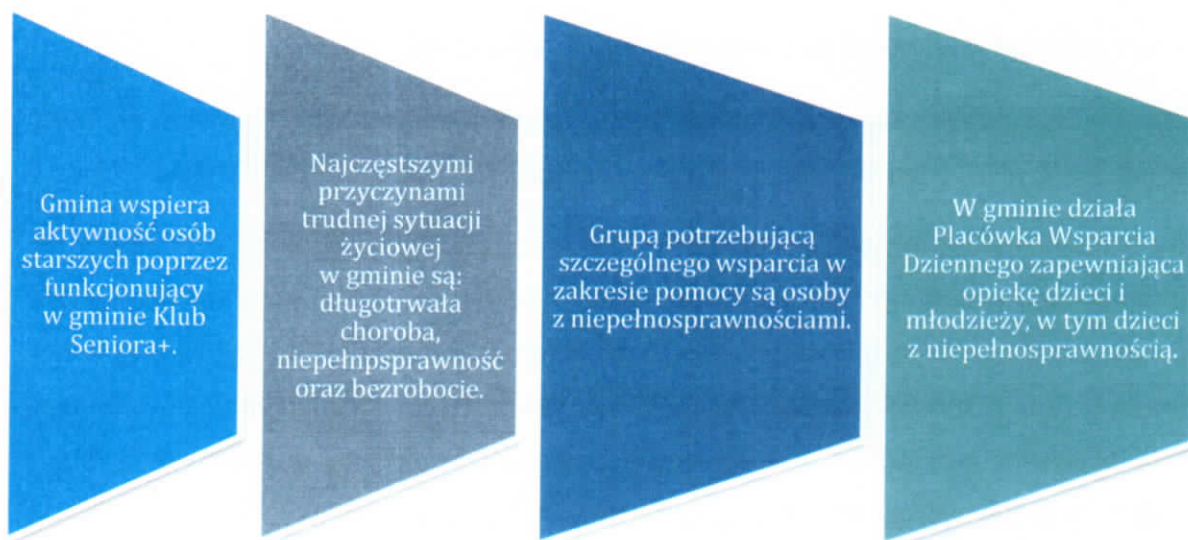 Gmina wspiera
aktywność osób
starszych poprzez
funkcjonujący
w gminie Klub
Seniora+.
Najczęstszymi
przyczynami
trudnej sytuacji
życiowej
w gminie są:
długotrwała
choroba,
niepełnpsprawność
oraz bezrobocie.
Grupą potrzebującą
szczególnego wsparcia w
zakresie pomocy są osoby
z niepełnosprawnościami.
W gminie działa
Placówka Wsparcia
Dziennego zapewniająca
opiekę dzieci i
młodzieży, w tym dzieci
z niepełnosprawnością.